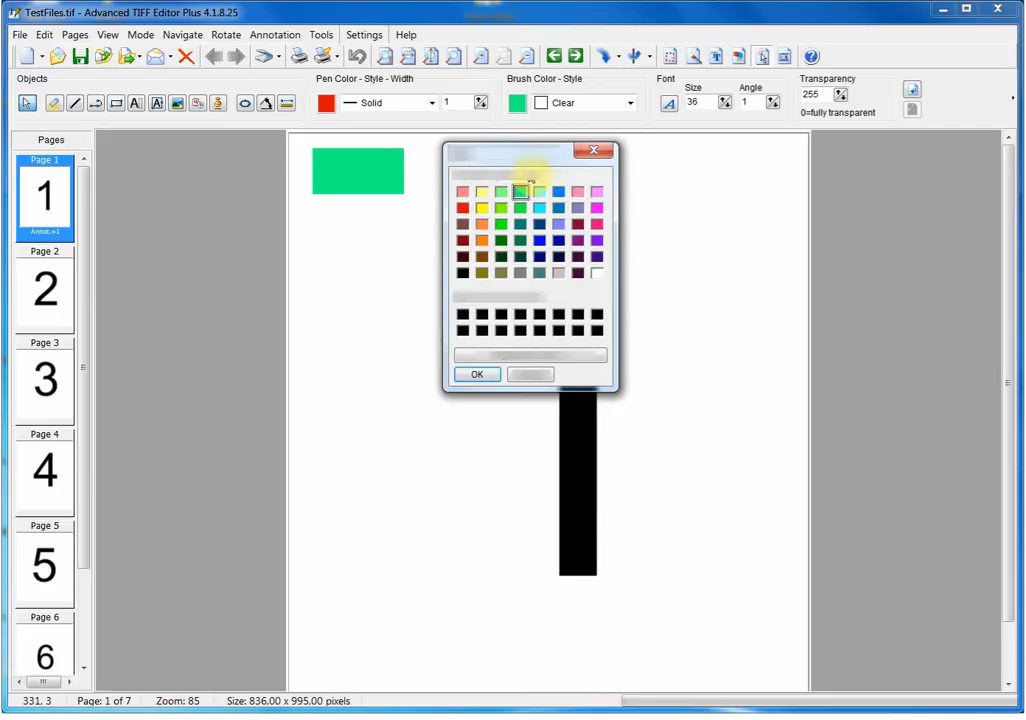 TestFiles.tif - Advanced TIFF Editor Plus 4.1.8.25
File Edit Pages View Mode Navigate Rotate Annotation Tools Settings Help
Objects
Pen Color - Style - Width
Solid
1
Brush Color - Style
Clear
Font
Size
36
Angle
1
Transparency
255
0=fully transparent
Pages
Page 1
1
Annot.=1
Page 2
2
Page 3
3
Page 4
4
Page 5
5
Page 6
6
OK
331, 3
Page: 1 of 7
Zoom: 85
Size: 836,00 x 995,00 pixels